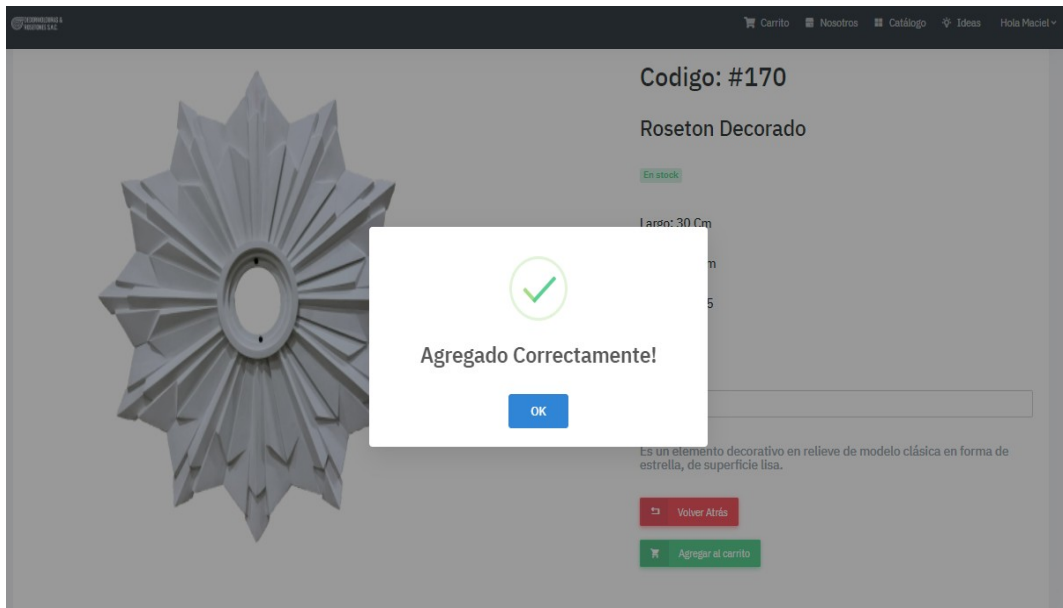 Carrito
Nosotros
Catálogo
Ideas
Hola Maciel
Codigo: #170
Roseton Decorado
En stock
Largo: 30 Cm
m
5
Agregado Correctamente!
OK
Es un elemento decorativo en relieve de modelo clásica en forma de
estrella, de superficie lisa.
Volver Atrás
Agregar al carrito